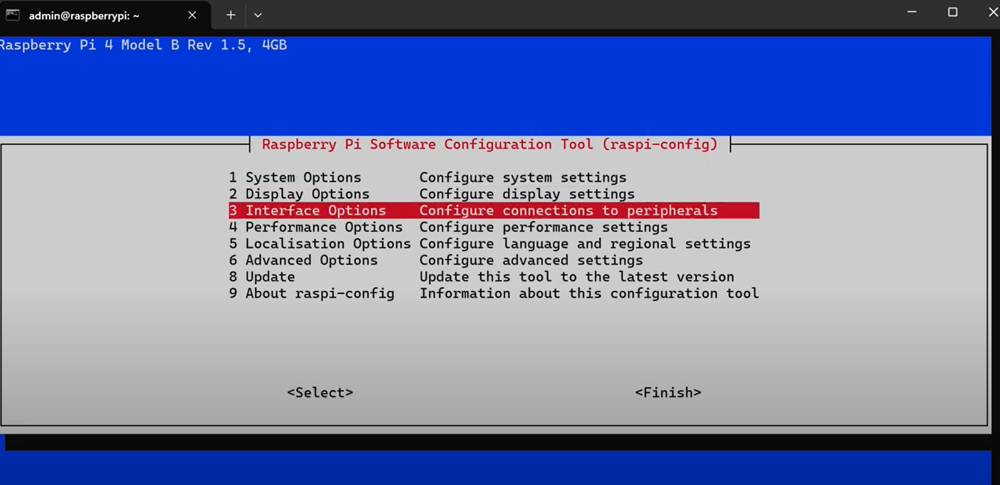 admin@raspberrypi: ~
Raspberry Pi 4 Model B Rev 1.5, 4GB
Raspberry Pi Software Configuration Tool (raspi-config)
1 System Options Configure system settings
2 Display Options Configure display settings
3 Interface Options Configure connections to peripherals
4 Performance Options Configure performance settings
5 Localisation Options Configure language and regional settings
6 Advanced Options Configure advanced settings
8 Update Update this tool to the latest version
9 About raspi-config Information about this configuration tool
<Select> <Finish>